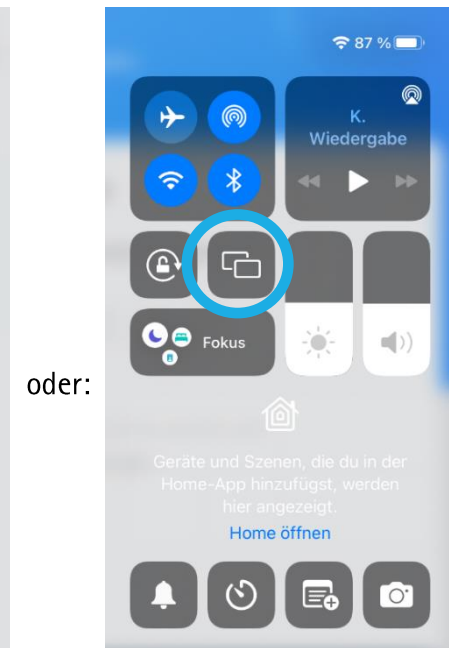 87 %
K.
Wiedergabe
Fokus
oder:
Geräte und Szenen, die du in der
Home-App hinzufügst, werden
hier angezeigt.
Home öffnen